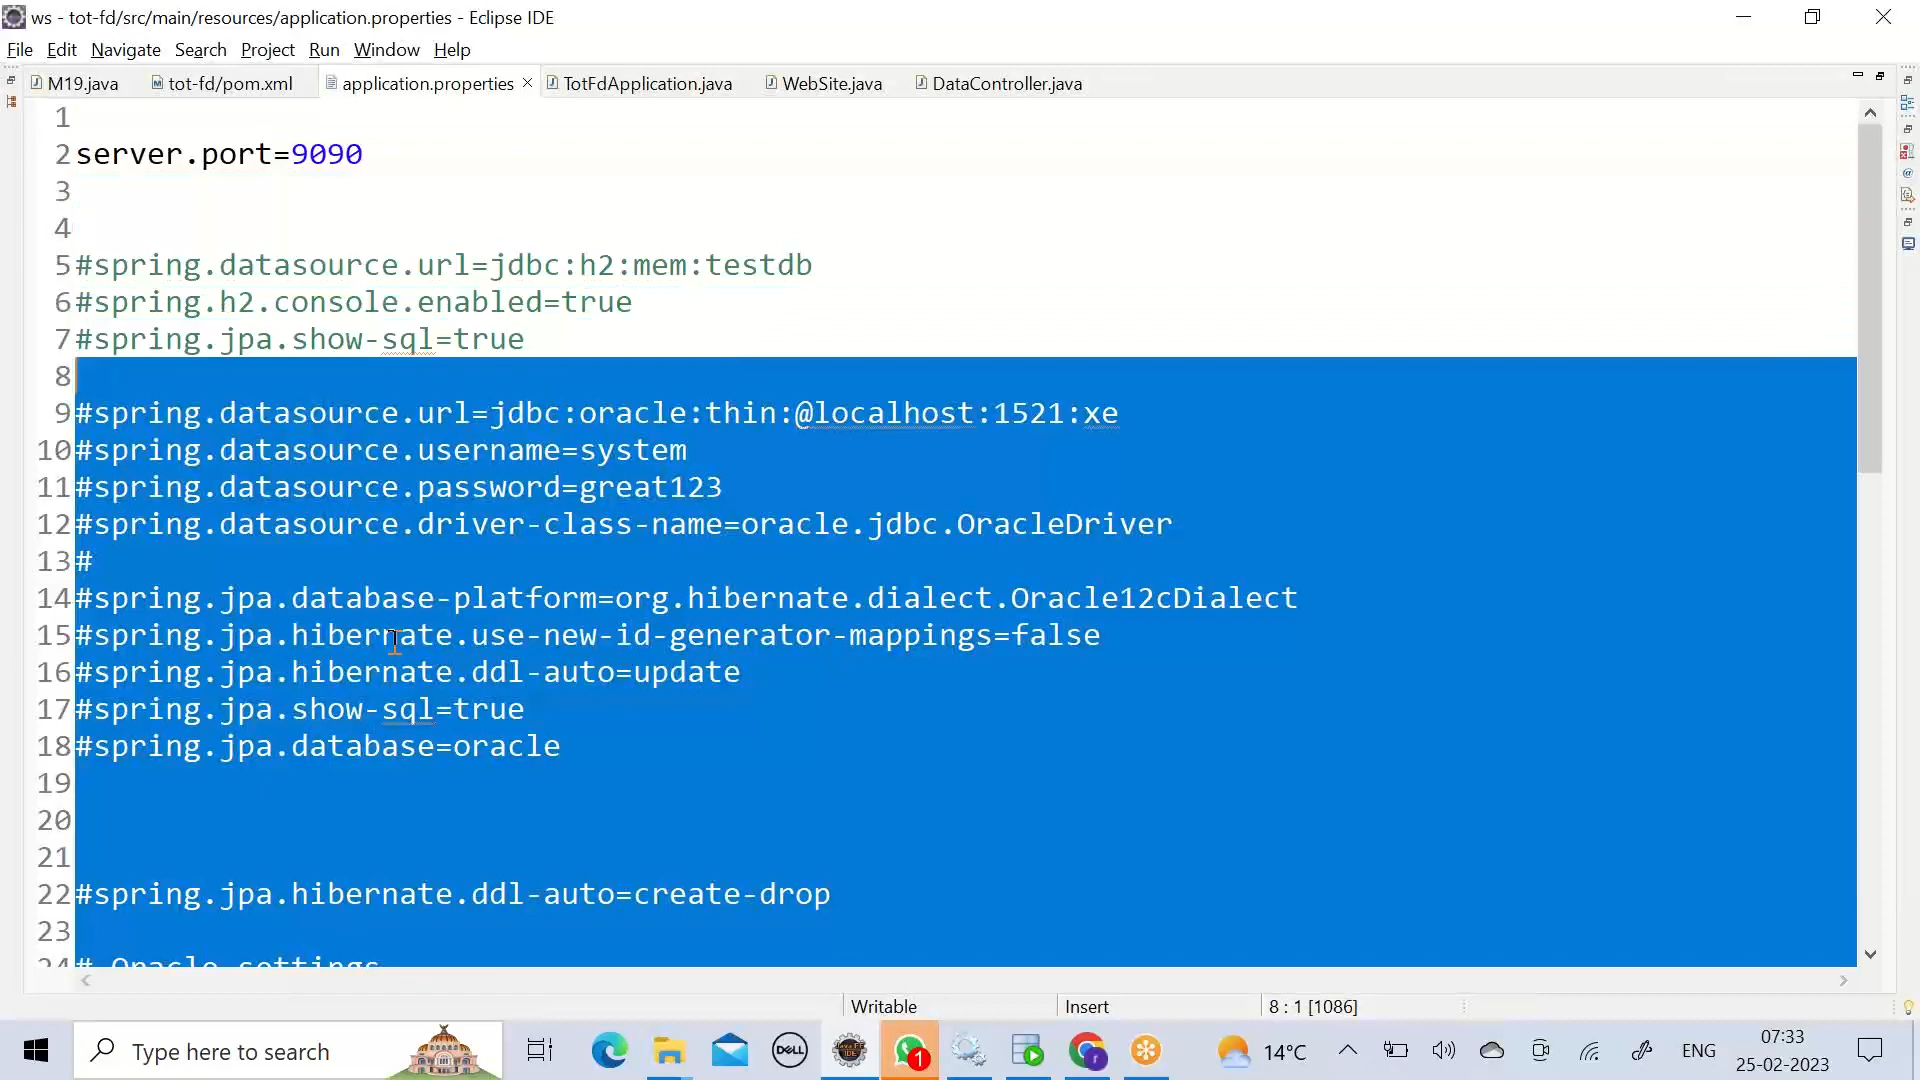 ws - tot-fd/src/main/resources/application.properties - Eclipse IDE
File Edit Navigate Search Project Run Window Help
M19.java tot-fd/pom.xml application.properties TotFdApplication.java WebSite.java DataController.java
1
2 server.port=9090
3
4
5 #spring.datasource.url=jdbc:h2:mem:testdb
6 #spring.h2.console.enabled=true
7 #spring.jpa.show-sql=true
8
9 #spring.datasource.url=jdbc:oracle:thin:@localhost:1521:xe
10 #spring.datasource.username=system
11 #spring.datasource.password=great123
12 #spring.datasource.driver-class-name=oracle.jdbc.OracleDriver
13 #
14 #spring.jpa.database-platform=org.hibernate.dialect.Oracle12cDialect
15 #spring.jpa.hibernate.use-new-id-generator-mappings=false
16 #spring.jpa.hibernate.ddl-auto=update
17 #spring.jpa.show-sql=true
18 #spring.jpa.database=oracle
19
20
21
22 #spring.jpa.hibernate.ddl-auto=create-drop
23
24 # Oracle settings
Writable Insert 8 : 1 [1086]
Type here to search DELL 1 14°C ENG 07:33
25-02-2023